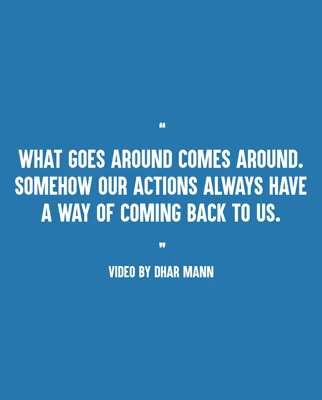 "
WHAT GOES AROUND COMES AROUND.
SOMEHOW OUR ACTIONS ALWAYS HAVE
A WAY OF COMING BACK TO US.
"
VIDEO BY DHAR MANN